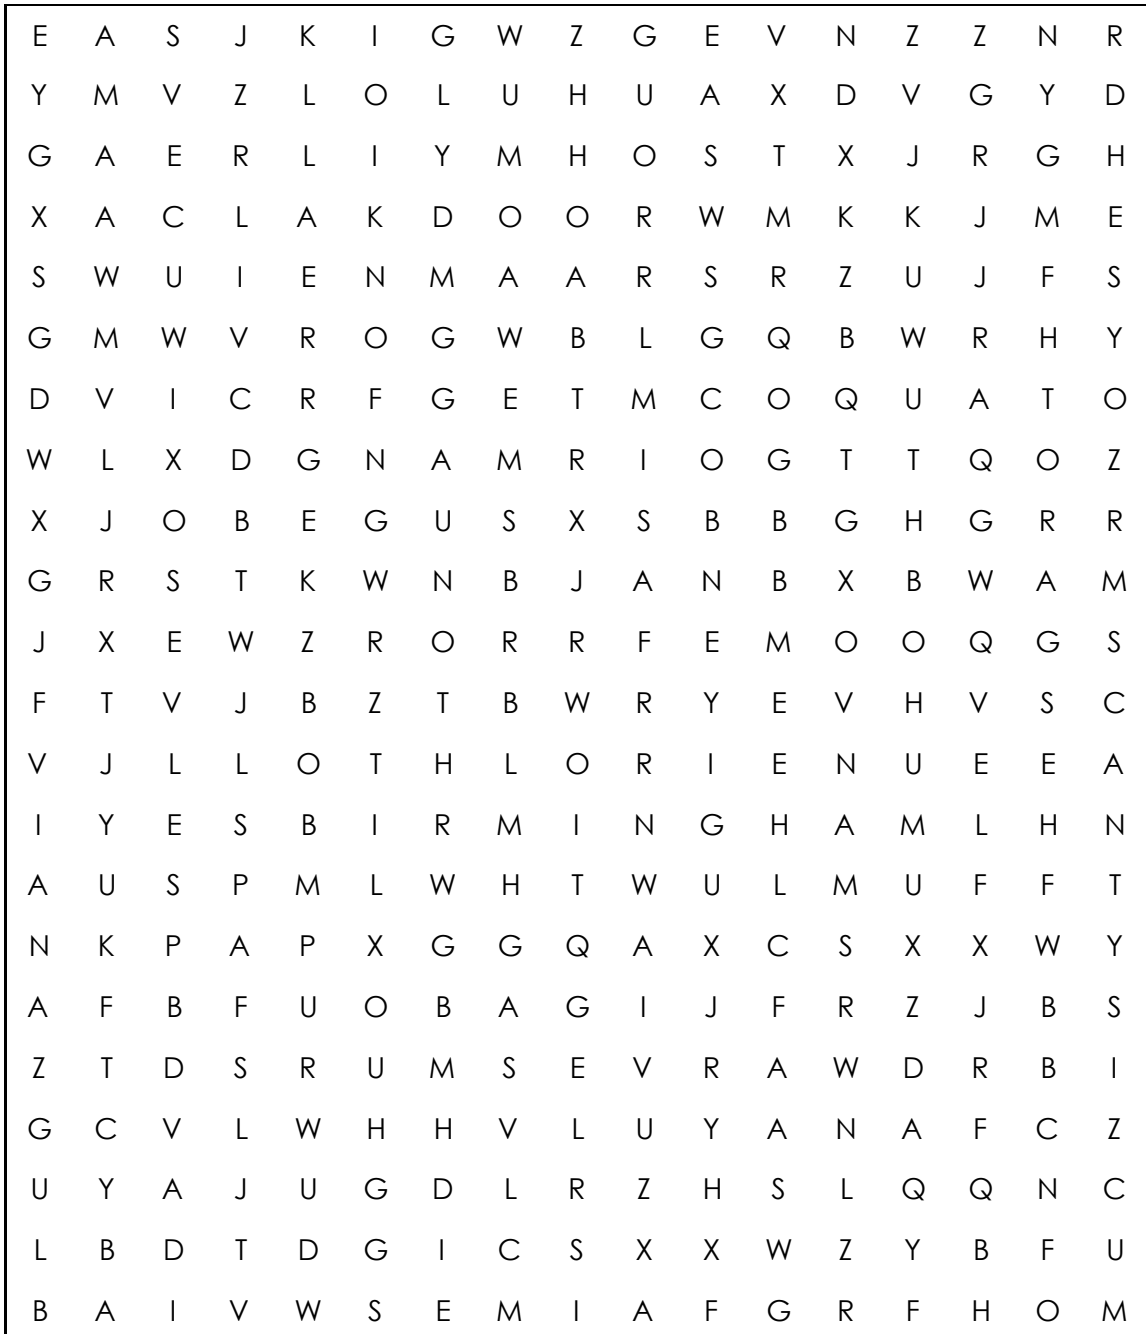 E A S J K I G W Z G E V N Z Z N R
Y M V Z L O L U H U A X D V G Y D
G A E R L I Y M H O S T X J R G H
X A C L A K D O O R W M K K J M E
S W U I E N M A A R S R Z U J F S
G M W V R O G W B L G Q B W R H Y
D V I C R F G E T M C O Q U A T O
W L X D G N A M R I O G T T Q O Z
X J O B E G U S X S B B G H G R R
G R S T K W N B J A N B X B W A M
J X E W Z R O R R F E M O O Q G S
F T V J B Z T B W R Y E V H V S C
V J L L O T H L O R I E N U E E A
I Y E S B I R M I N G H A M L H N
A U S P M L W H T W U L M U F F T
N K P A P X G G Q A X C S X X W Y
A F B F U O B A G I J F R Z J B S
Z T D S R U M S E V R A W D R B I
G C V L W H H V L U Y A N A F C Z
U Y A J U G D L R Z H S L Q Q N C
L B D T D G I C S X X W Z Y B F U
B A I V W S E M I A F G R F H O M